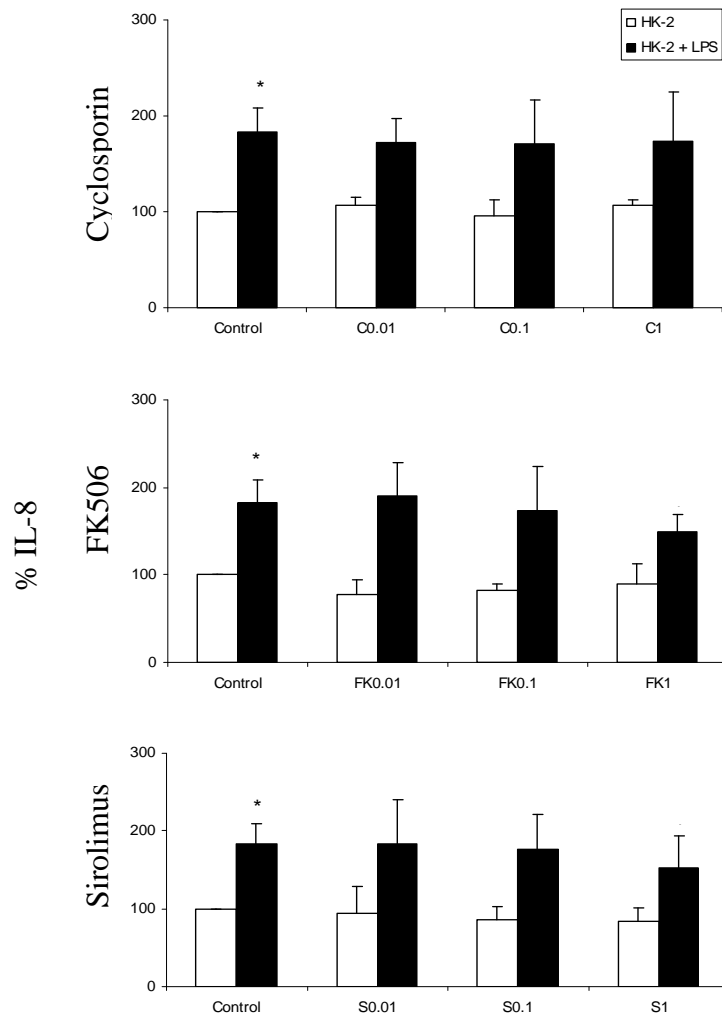 HK-2
HK-2 + LPS
Cyclosporin
300
200
100
0
*
Control C0.01 C0.1 C1
% IL-8
FK506
300
200
100
0
*
Control FK0.01 FK0.1 FK1
Sirolimus
300
200
100
0
*
Control S0.01 S0.1 S1